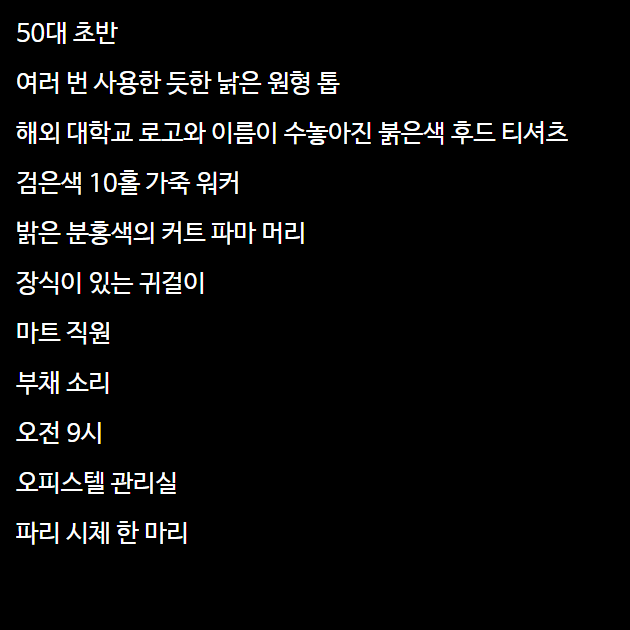 50대 초반
여러 번 사용한 듯한 낡은 원형 톱
해외 대학교 로고와 이름이 수놓아진 붉은색 후드 티셔츠
검은색 10홀 가죽 워커
밝은 분홍색의 커트 파마 머리
장식이 있는 귀걸이
마트 직원
부채 소리
오전 9시
오피스텔 관리실
파리 시체 한 마리